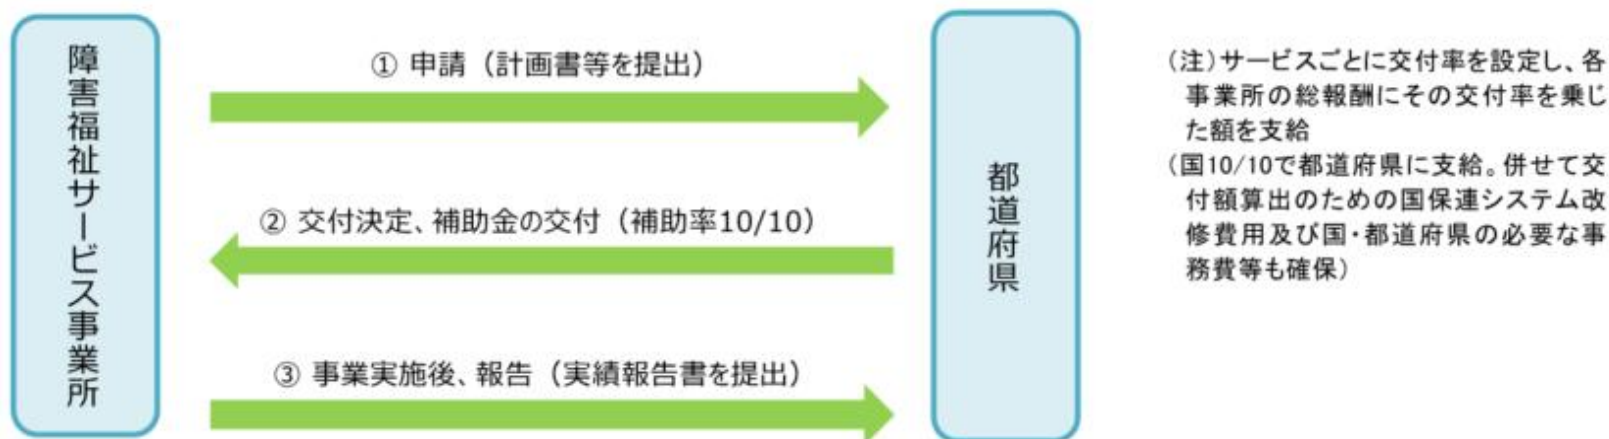 障害福祉サービス事業所
① 申請（計画書等を提出）
② 交付決定、補助金の交付（補助率10/10）
③ 事業実施後、報告（実績報告書を提出）
都道府県
（注）サービスごとに交付率を設定し、各
事業所の総報酬にその交付率を乗じ
た額を支給
（国10/10で都道府県に支給。併せて交
付額算出のための国保連システム改
修費用及び国・都道府県の必要な事
務費等も確保）